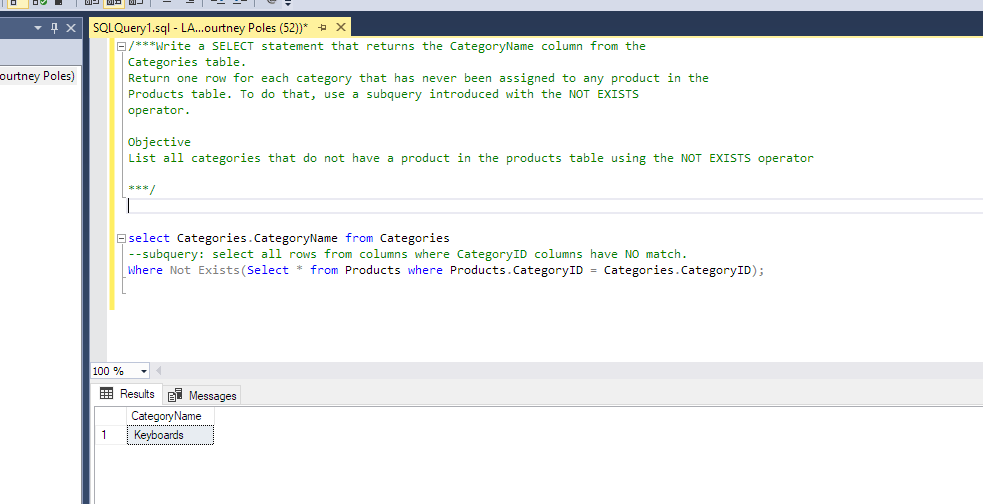 SQLQuery1.sql - LA...ourtney Poles (52))*
ourtney Poles)
/***Write a SELECT statement that returns the CategoryName column from the
Categories table.
Return one row for each category that has never been assigned to any product in the
Products table. To do that, use a subquery introduced with the NOT EXISTS
operator.
Objective
List all categories that do not have a product in the products table using the NOT EXISTS operator
***/
select Categories.CategoryName from Categories
--subquery: select all rows from columns where CategoryID columns have NO match.
Where Not Exists(Select * from Products where Products.CategoryID = Categories.CategoryID);
100 %
Results Messages
CategoryName
1 Keyboards